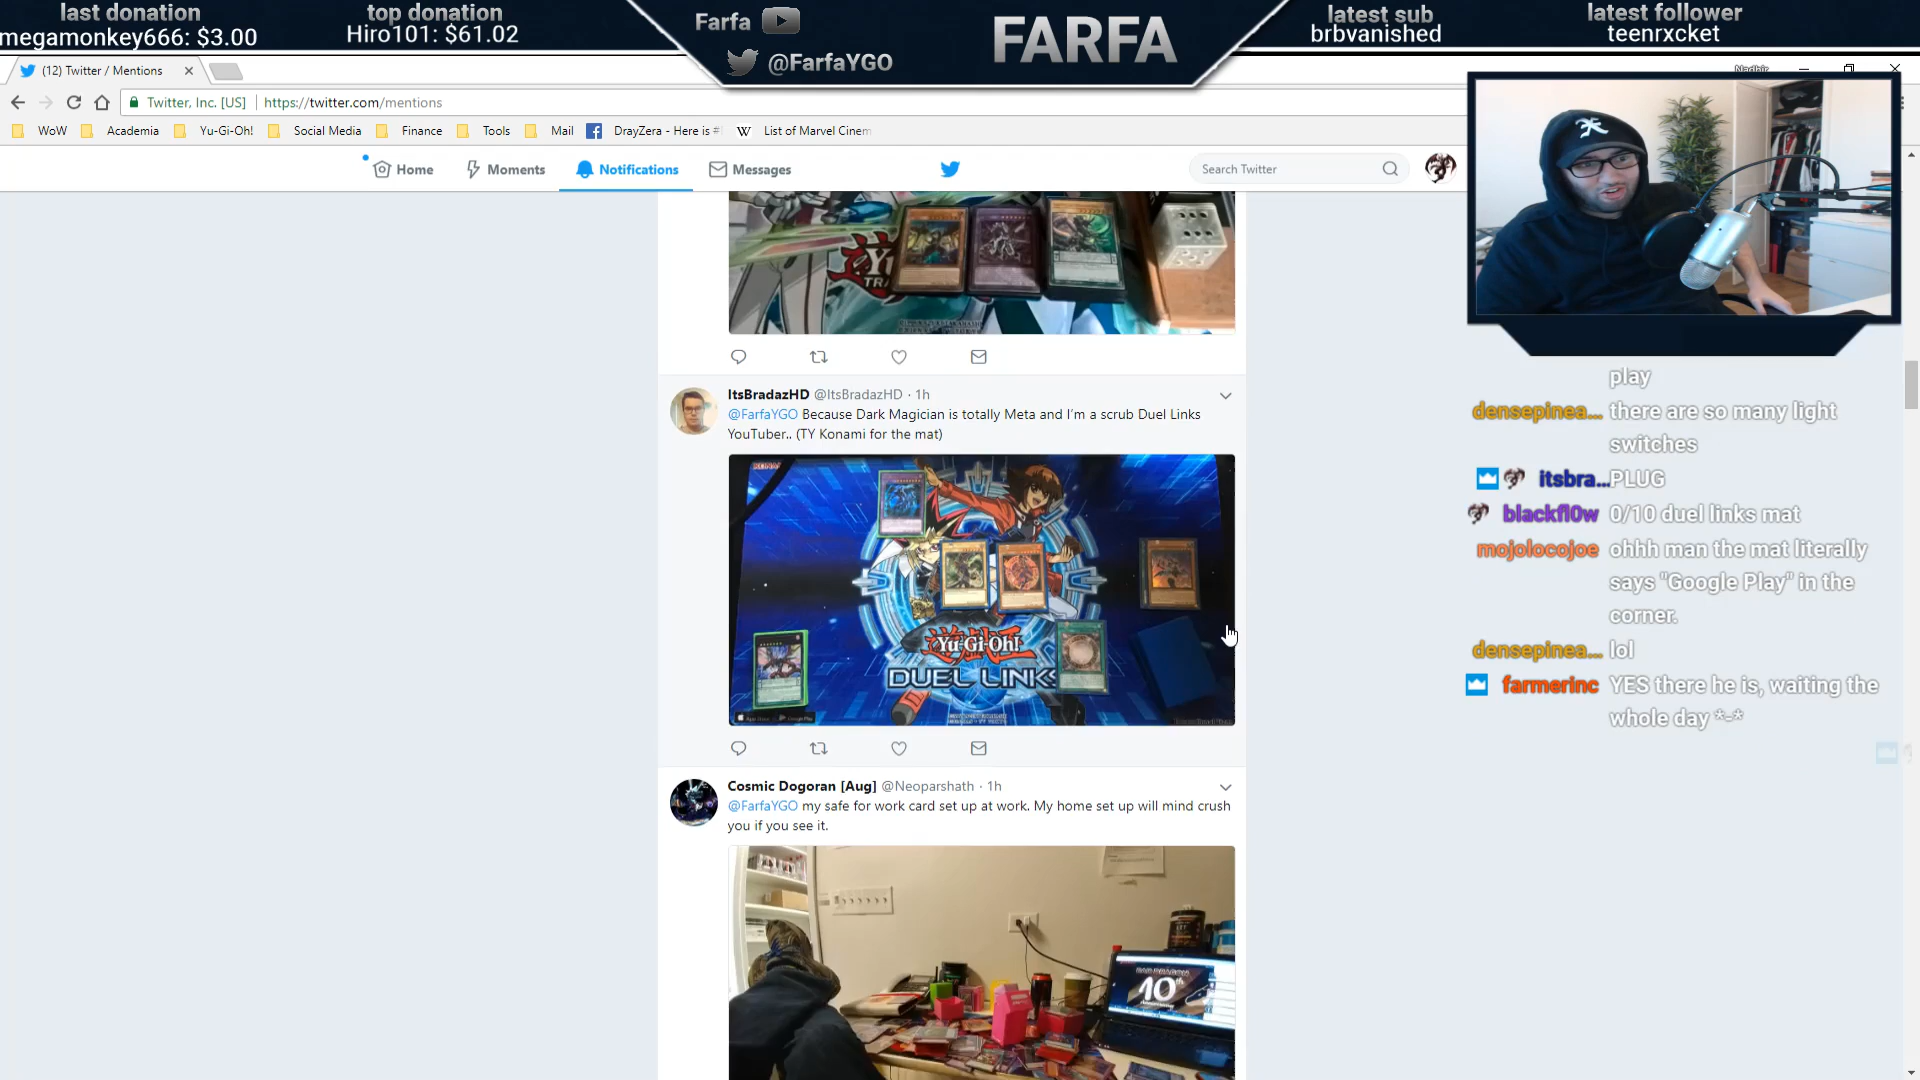 last donation
megamonkey666: $3.00
top donation
Hiro101: $61.02
Farfa
@FarfaYGO
FARFA
latest sub
brbvanished
latest follower
teenrxcket
(12) Twitter / Mentions
Twitter, Inc. [US]
https://twitter.com/mentions
WoW
Academia
Yu-Gi-Oh!
Social Media
Finance
Tools
Mail
DrayZera - Here is #
List of Marvel Cinem
Home
Moments
Notifications
Messages
Search Twitter
ItsBradazHD @ItsBradazHD · 1h
@FarfaYGO Because Dark Magician is totally Meta and I'm a scrub Duel Links
YouTuber.. (TY Konami for the mat)
KONAMI
Yu-Gi-Oh!
DUEL LINKS
App Store
Google Play
Cosmic Dogoran [Aug] @Neoparshath · 1h
@FarfaYGO my safe for work card set up at work. My home set up will mind crush
you if you see it.
10th
play
densepinea... there are so many light
switches
itsbra... PLUG
blackfl0w 0/10 duel links mat
mojolocojoe ohhh man the mat literally
says "Google Play" in the
corner.
densepinea... lol
farmerinc YES there he is, waiting the
whole day *-*